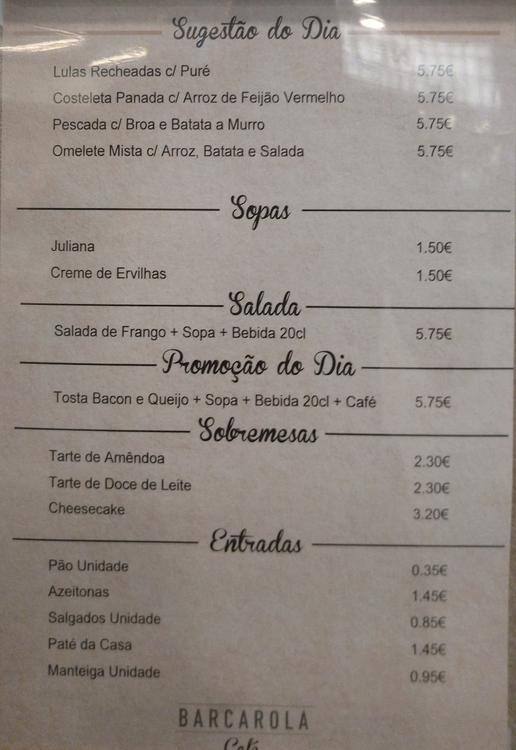 Sugestão do Dia
Lulas Recheadas c/ Puré 5.75€
Costeleta Panada c/ Arroz de Feijão Vermelho 5.75€
Pescada c/ Broa e Batata a Murro 5.75€
Omelete Mista c/ Arroz, Batata e Salada 5.75€
Sopas
Juliana 1.50€
Creme de Ervilhas 1.50€
Salada
Salada de Frango + Sopa + Bebida 20cl 5.75€
Promoção do Dia
Tosta Bacon e Queijo + Sopa + Bebida 20cl + Café 5.75€
Sobremesas
Tarte de Amêndoa 2.30€
Tarte de Doce de Leite 2.30€
Cheesecake 3.20€
Entradas
Pão Unidade 0.35€
Azeitonas 1.45€
Salgados Unidade 0.85€
Paté da Casa 1.45€
Manteiga Unidade 0.95€
BARCAROLA
Café